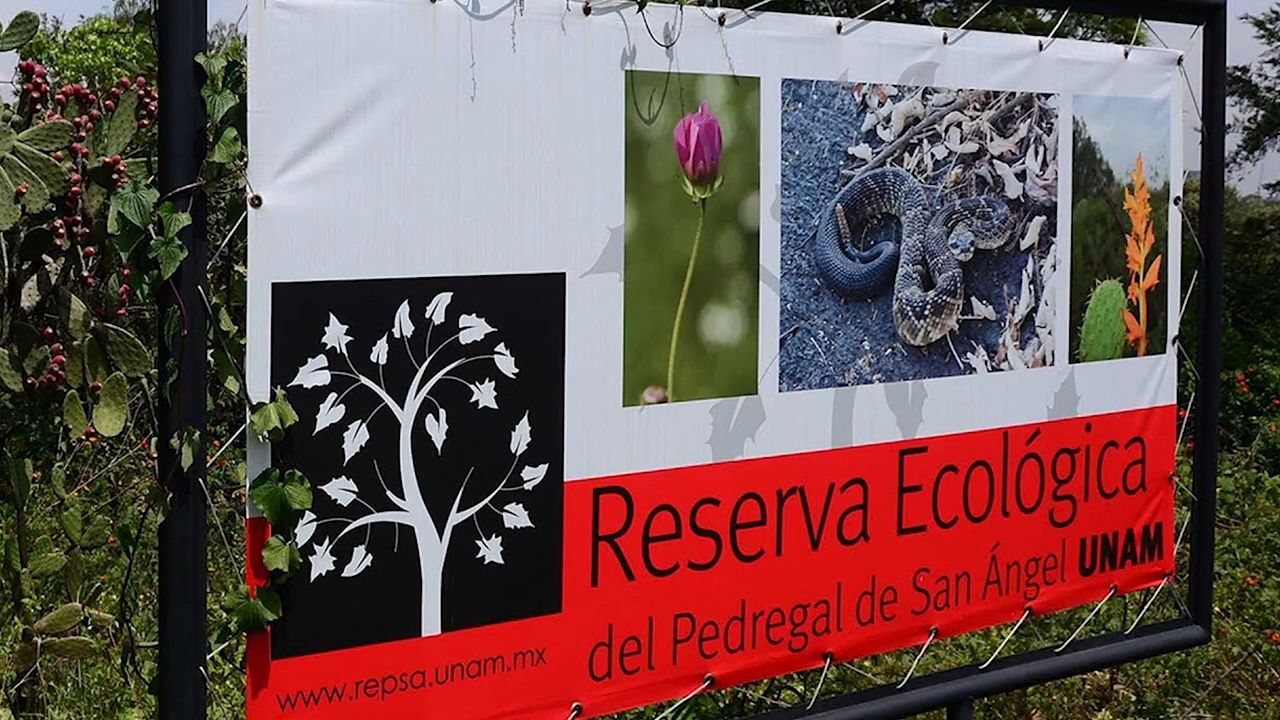 Reserva Ecológica
del Pedregal de San Ángel UNAM
www.repsa.unam.mx